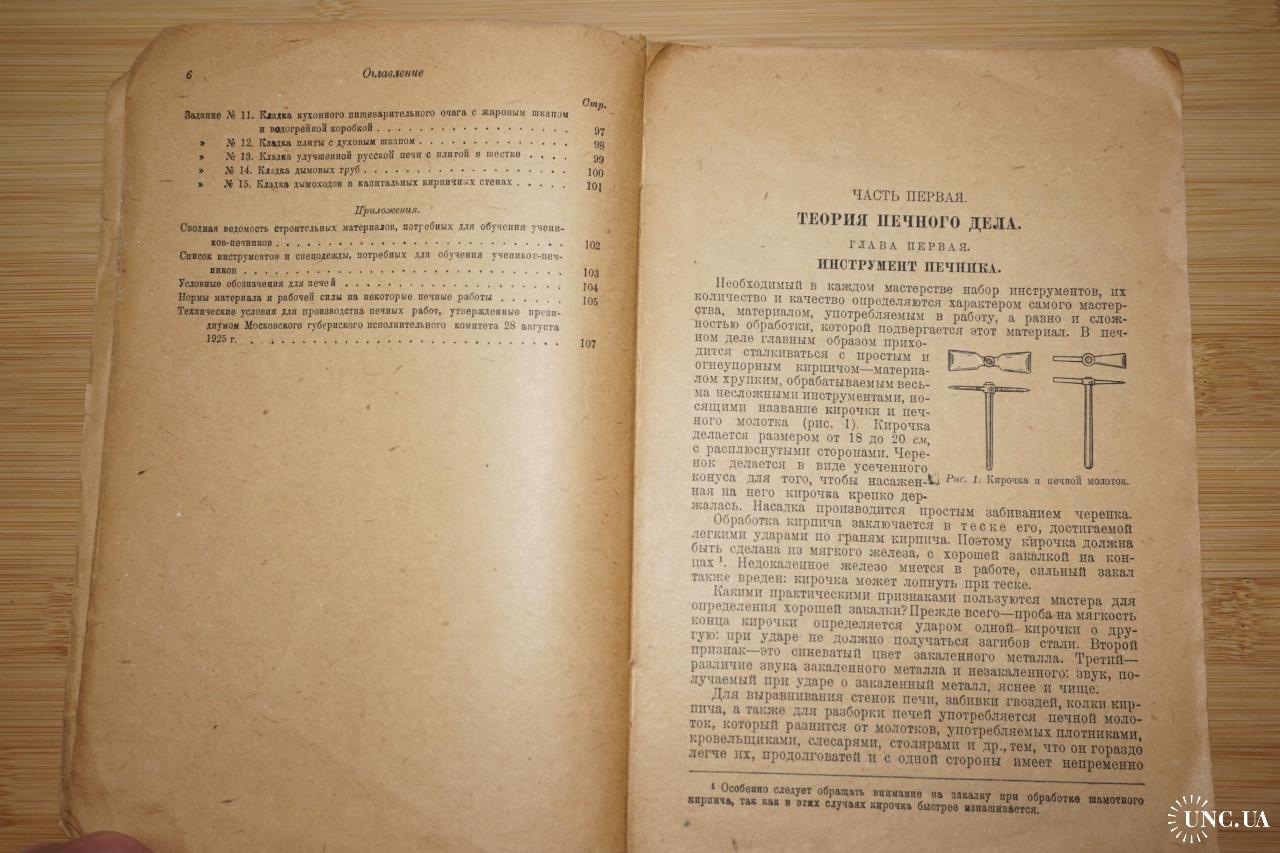 6
Оглавление
Стр.
Задание № 11. Кладка кухонного пищеварительного очага с жаровым шкапом
и водогрейной коробкой . . . . . . . . . . . . . . . . . . 97
» № 12. Кладка плиты с духовым шкапом . . . . . . . . . . . . . . 98
» № 13. Кладка улучшенной русской печи с плитой в шестке . . . . 99
» № 14. Кладка дымовых труб . . . . . . . . . . . . . . . . . . . 100
» № 15. Кладка дымоходов в капитальных кирпичных стенах . . . . . 101
Приложения.
Сводная ведомость строительных материалов, потребных для обучения учени-
ков-печников . . . . . . . . . . . . . . . . . . . . . . . . . . 102
Список инструментов и спецодежды, потребных для обучения учеников-печ-
ников . . . . . . . . . . . . . . . . . . . . . . . . . . . . . 103
Условные обозначения для печей . . . . . . . . . . . . . . . . . . . . 104
Нормы материала и рабочей силы на некоторые печные работы . . . . . . 105
Технические условия для производства печных работ, утвержденные прези-
диумом Московского губернского исполнительного комитета 28 августа
1925 г. . . . . . . . . . . . . . . . . . . . . . . . . . . . . 107
ЧАСТЬ ПЕРВАЯ.
ТЕОРИЯ ПЕЧНОГО ДЕЛА.
ГЛАВА ПЕРВАЯ.
ИНСТРУМЕНТ ПЕЧНИКА.
Необходимый в каждом мастерстве набор инструментов, их
количество и качество определяются характером самого мастер-
ства, материалом, употребляемым в работу, а равно и слож-
ностью обработки, которой подвергается этот материал. В печ-
ном деле главным образом прихо-
дится сталкиваться с простым и
огнеупорным кирпичом—материа-
лом хрупким, обрабатываемым весь-
ма несложными инструментами, но-
сящими название кирочки и печ-
ного молотка (рис. 1). Кирочка
делается размером от 18 до 20 см,
с расплюснутыми сторонами. Чере-
нок делается в виде усеченного
конуса для того, чтобы насажен-
ная на него кирочка крепко дер-
жалась. Насадка производится простым забиванием черенка.
Рис. 1. Кирочка и печной молоток.
Обработка кирпича заключается в теске его, достигаемой
легкими ударами по граням кирпича. Поэтому кирочка должна
быть сделана из мягкого железа, с хорошей закалкой на кон-
цах ¹. Недокаленное железо мнется в работе, сильный закал
также вреден: кирочка может лопнуть при теске.
Какими практическими признаками пользуются мастера для
определения хорошей закалки? Прежде всего—проба на мягкость
конца кирочки определяется ударом одной кирочки о дру-
гую: при ударе не должно получаться загибов стали. Второй
признак—это синеватый цвет закаленного металла. Третий—
различие звука закаленного металла и незакаленного: звук, по-
лучаемый при ударе о закаленный металл, яснее и чище.
Для выравнивания стенок печи, забивки гвоздей, колки кир-
пича, а также для разборки печей употребляется печной моло-
ток, который разнится от молотков, употребляемых плотниками,
кровельщиками, слесарями, столярами и др., тем, что он гораздо
легче их, продолговатей и с одной стороны имеет непременно
¹ Особенно следует обращать внимание на закалку при обработке шамотного
кирпича, так как в этих случаях кирочка быстрее изнашивается.
UNC.UA